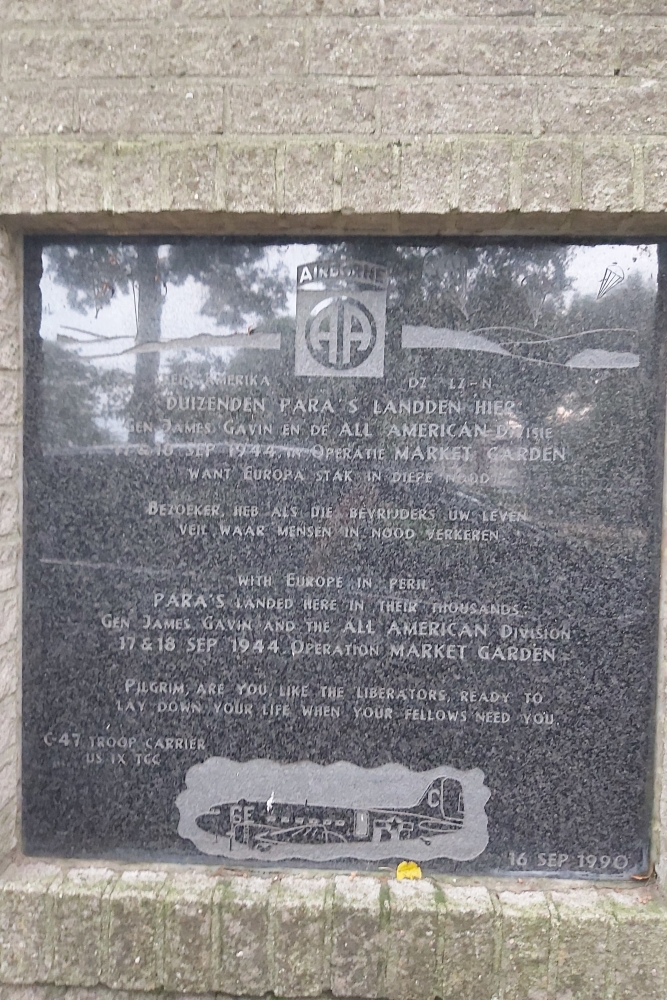 AIRBORNE
AA
KLEIN AMERIKA
DZ LZ-N
DUIZENDEN PARA'S LANDDEN HIER
GEN JAMES GAVIN EN DE ALL AMERICAN DIVISIE
17 & 18 SEP 1944, IN OPERATIE MARKET GARDEN
WANT EUROPA STAK IN DIEPE NOOD
BEZOEKER, HEB ALS DIE BEVRIJDERS UW LEVEN
VEIL WAAR MENSEN IN NOOD VERKEREN
WITH EUROPE IN PERIL,
PARA'S LANDED HERE IN THEIR THOUSANDS:
GEN JAMES GAVIN AND THE ALL AMERICAN DIVISION
17 & 18 SEP 1944, OPERATION MARKET GARDEN
PILGRIM, ARE YOU, LIKE THE LIBERATORS, READY TO
LAY DOWN YOUR LIFE WHEN YOUR FELLOWS NEED YOU.
C-47 TROOP CARRIER
US IX TCC
C
6E
16 SEP 1990